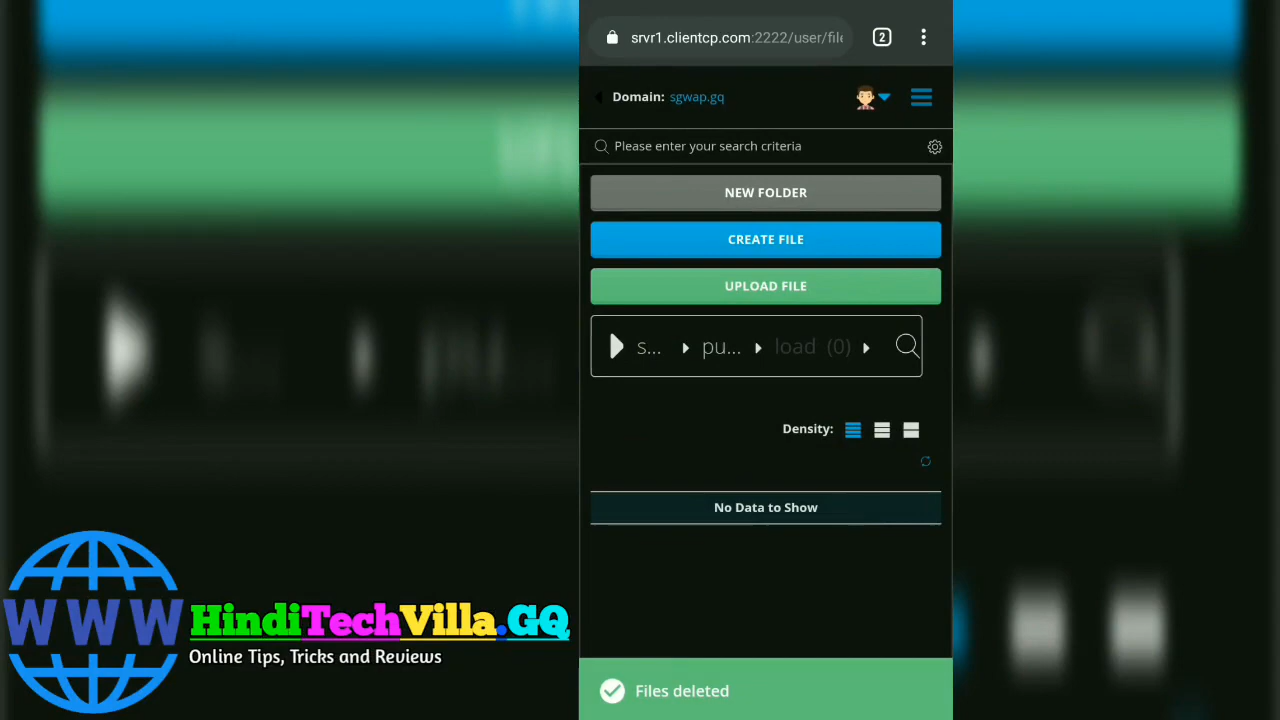 srvr1.clientcp.com:2222/user/file
2
Domain: sgwap.gq
Please enter your search criteria
NEW FOLDER
CREATE FILE
UPLOAD FILE
s... pu... load (0)
Density:
No Data to Show
WWW
HindiTechVilla.GQ
Online Tips, Tricks and Reviews
Files deleted